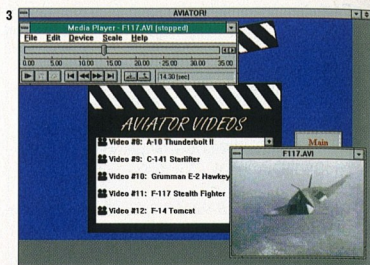 3
AVIATOR!
Media Player - F117.AVI (stopped)
File Edit Device Scale Help
0.00 5.00 10.00 15.00 20.00 25.00 30.00 35.00
14.30 (sec)
AVIATOR VIDEOS
Video #8: A-10 Thunderbolt II
Video #9: C-141 Starlifter
Video #10: Grumman E-2 Hawkey
Video #11: F-117 Stealth Fighter
Video #12: F-14 Tomcat
Main
F117.AVI